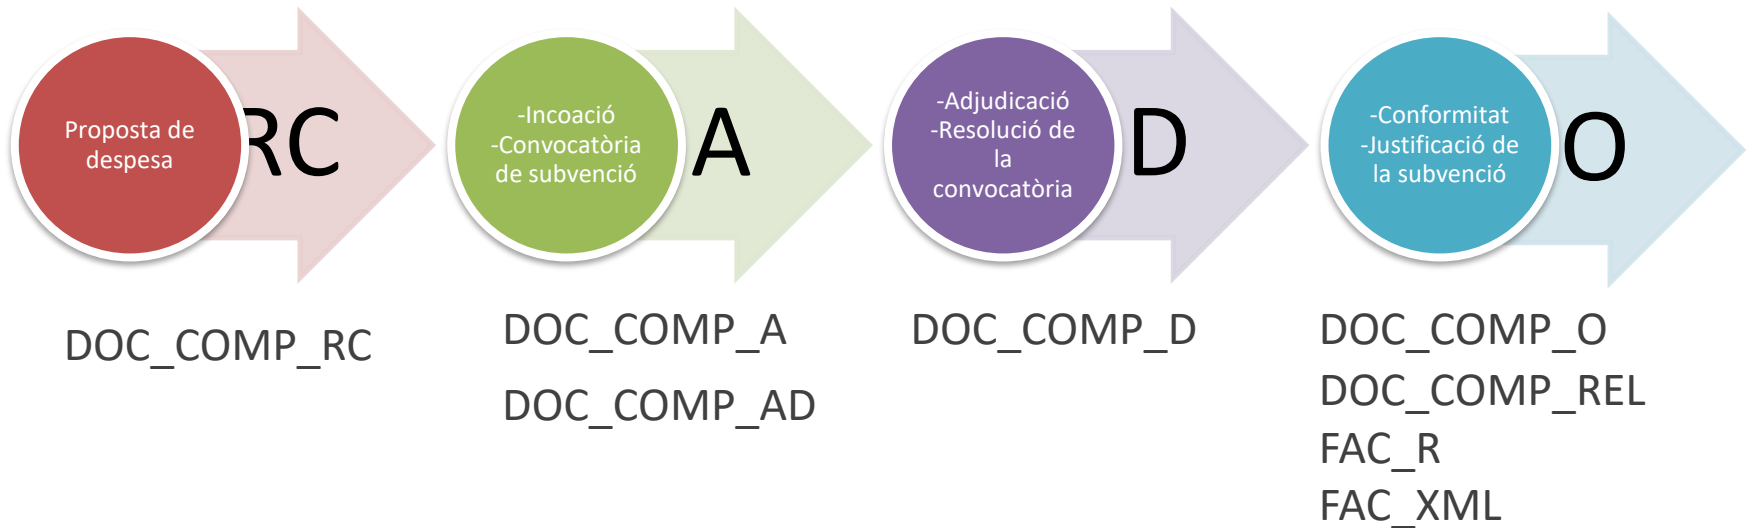 Proposta de
despesa
RC
DOC_COMP_RC
-Incoació
-Convocatòria
de subvenció
A
DOC_COMP_A
DOC_COMP_AD
-Adjudicació
-Resolució de
la
convocatòria
D
DOC_COMP_D
-Conformitat
-Justificació de
la subvenció
O
DOC_COMP_O
DOC_COMP_REL
FAC_R
FAC_XML